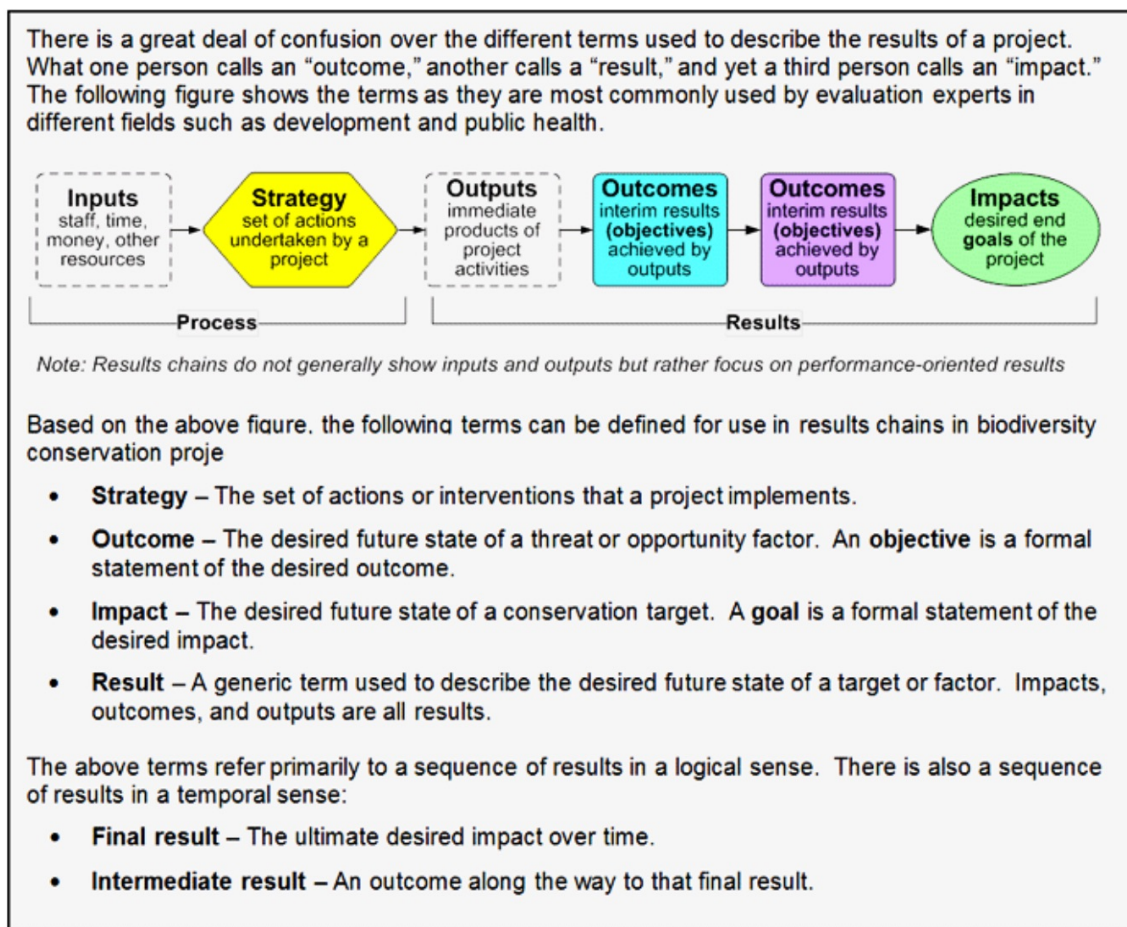 There is a great deal of confusion over the different terms used to describe the results of a project.
What one person calls an “outcome,” another calls a “result,” and yet a third person calls an “impact.”
The following figure shows the terms as they are most commonly used by evaluation experts in
different fields such as development and public health.
Inputs
staff, time,
money, other
resources
Strategy
set of actions
undertaken by a
project
Outputs
immediate
products of
project
activities
Outcomes
interim results
(objectives)
achieved by
outputs
Outcomes
interim results
(objectives)
achieved by
outputs
Impacts
desired end
goals of the
project
Process
Results
Note: Results chains do not generally show inputs and outputs but rather focus on performance-oriented results
Based on the above figure, the following terms can be defined for use in results chains in biodiversity
conservation proje
• Strategy – The set of actions or interventions that a project implements.
• Outcome – The desired future state of a threat or opportunity factor. An objective is a formal
statement of the desired outcome.
• Impact – The desired future state of a conservation target. A goal is a formal statement of the
desired impact.
• Result – A generic term used to describe the desired future state of a target or factor. Impacts,
outcomes, and outputs are all results.
The above terms refer primarily to a sequence of results in a logical sense. There is also a sequence
of results in a temporal sense:
• Final result – The ultimate desired impact over time.
• Intermediate result – An outcome along the way to that final result.